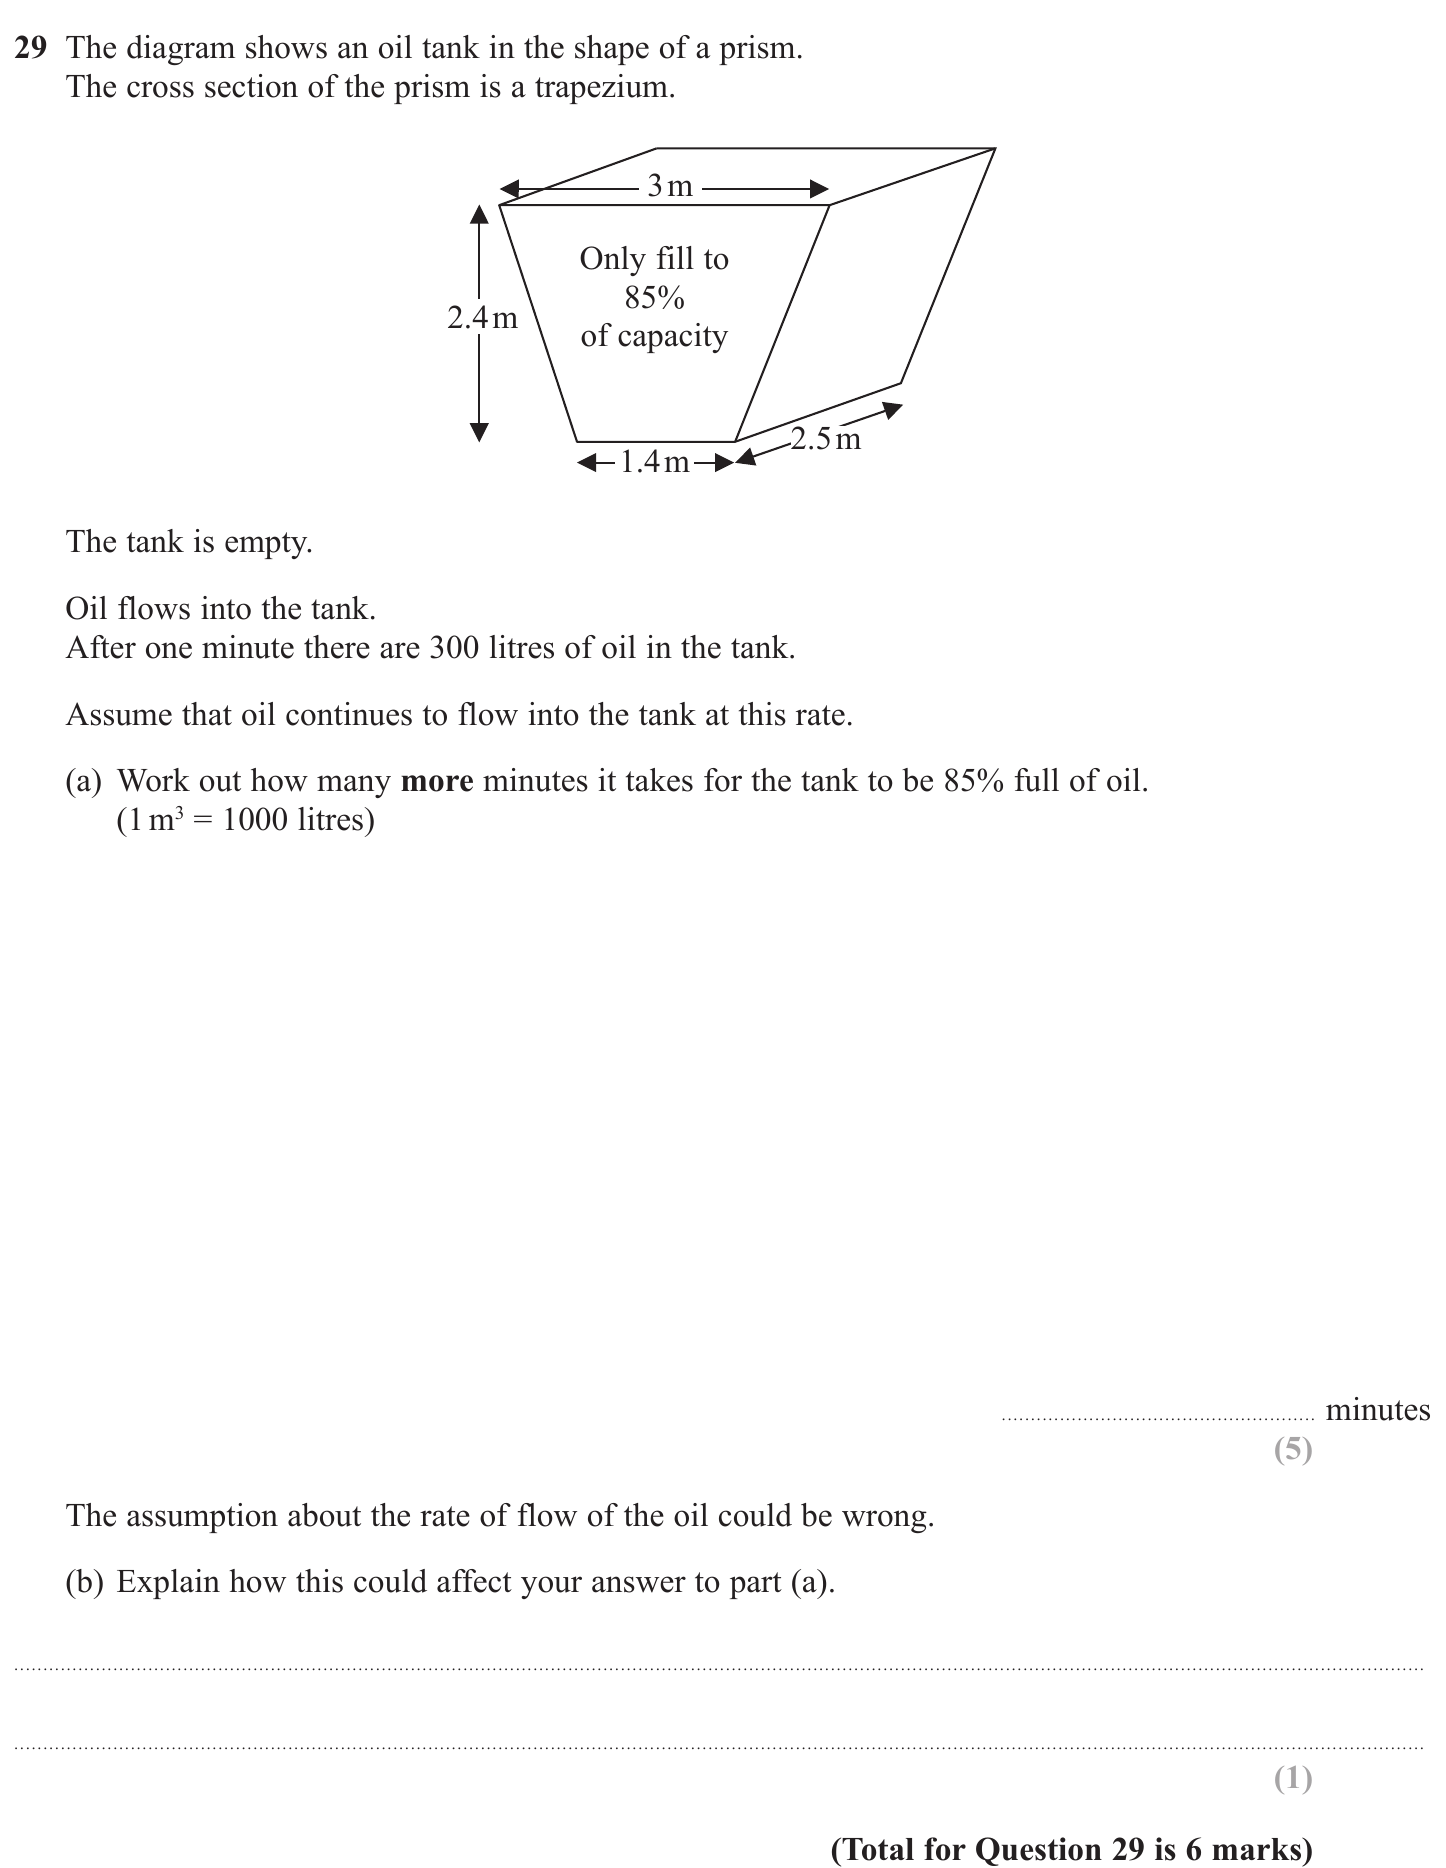 29 The diagram shows an oil tank in the shape of a prism.
The cross section of the prism is a trapezium.
3 m
Only fill to
85%
of capacity
2.4 m
2.5 m
1.4 m
The tank is empty.
Oil flows into the tank.
After one minute there are 300 litres of oil in the tank.
Assume that oil continues to flow into the tank at this rate.
(a) Work out how many more minutes it takes for the tank to be 85% full of oil.
(1 m³ = 1000 litres)
minutes
(5)
The assumption about the rate of flow of the oil could be wrong.
(b) Explain how this could affect your answer to part (a).
(1)
(Total for Question 29 is 6 marks)